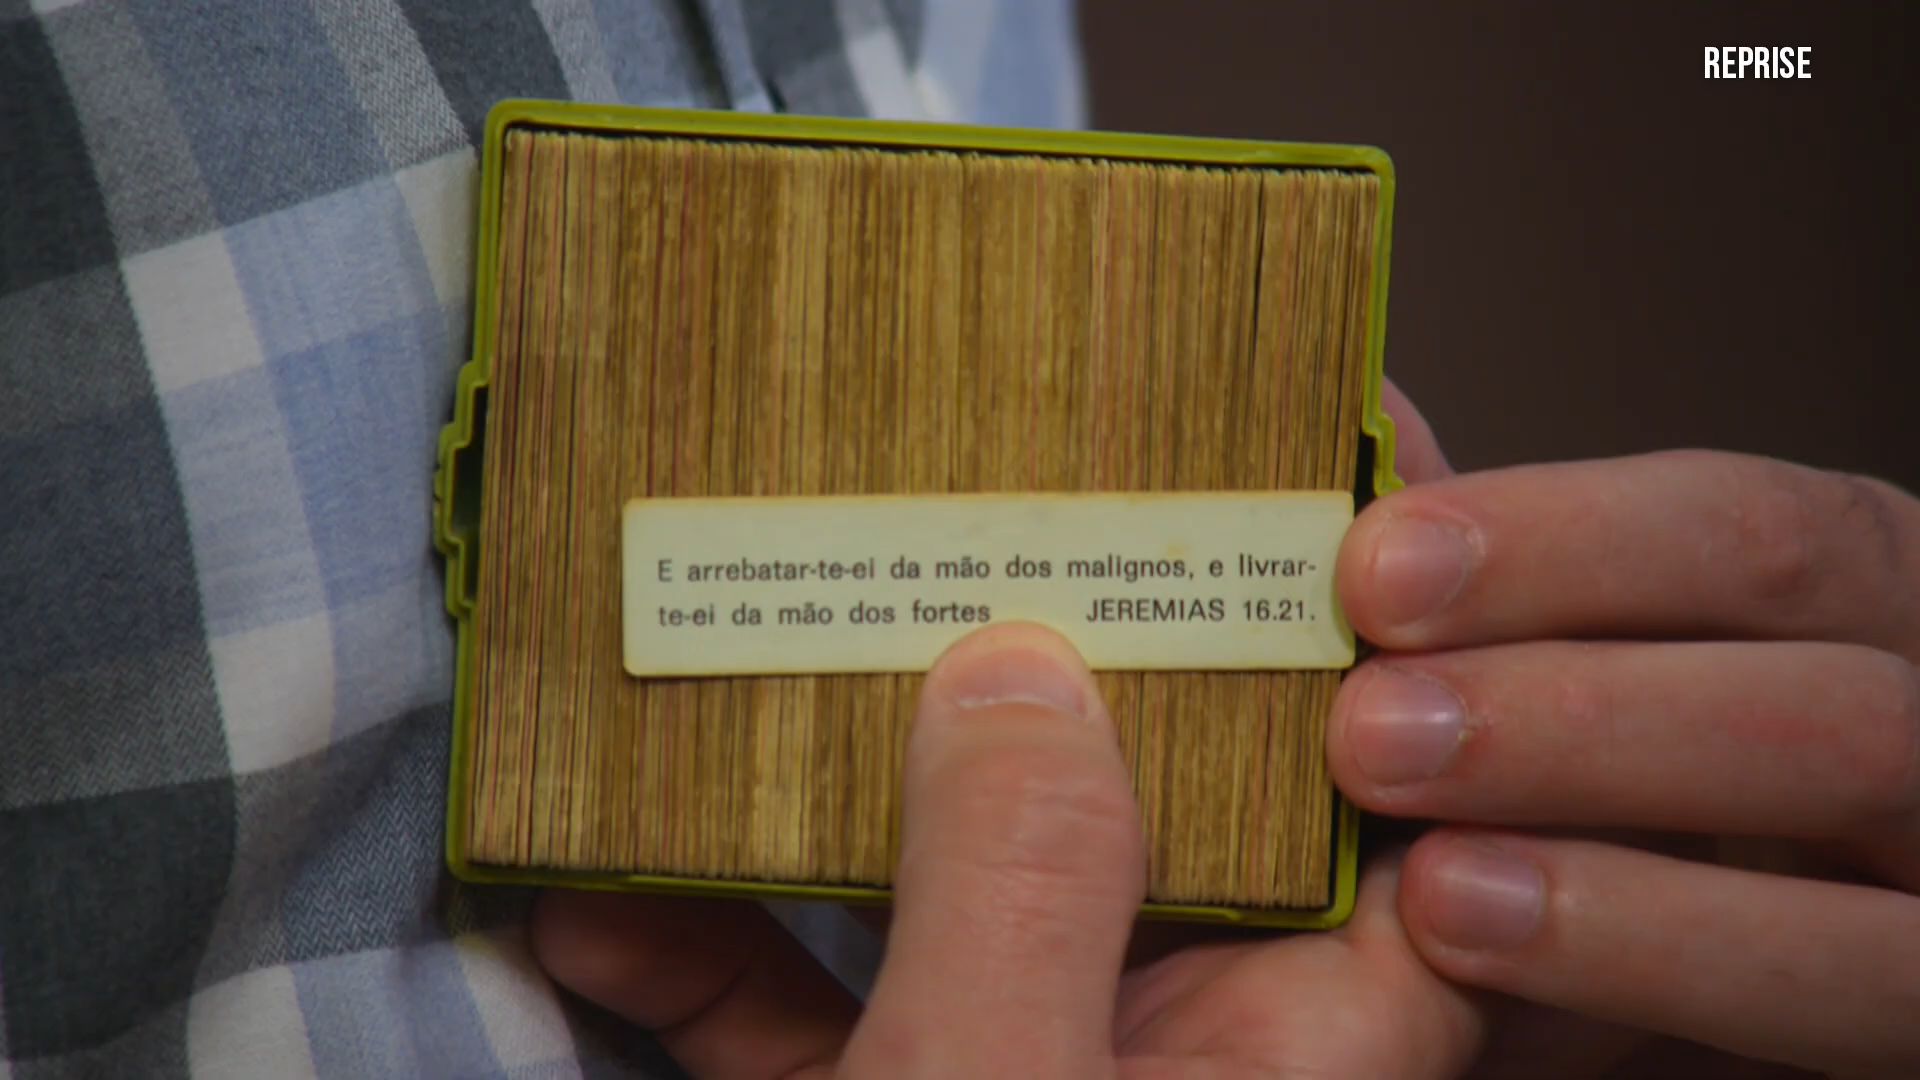 REPRISE
E arrebatar-te-ei da mão dos malignos, e livrar-
te-ei da mão dos fortes JEREMIAS 16.21.